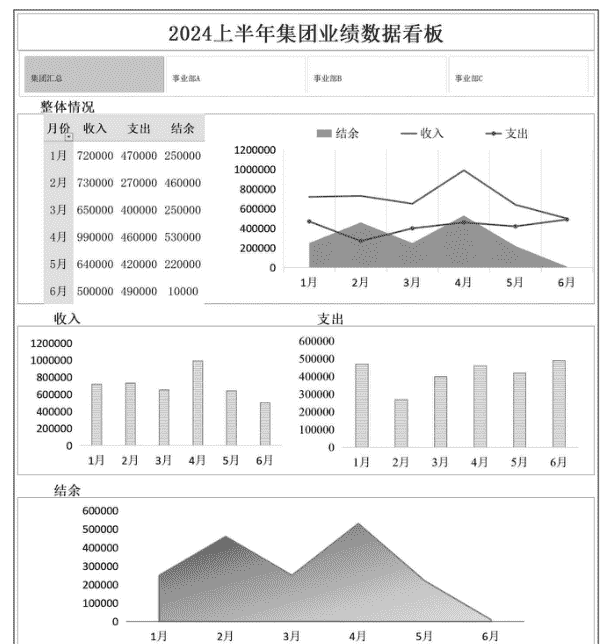 2024上半年集团业绩数据看板
集团汇总 事业部A 事业部B 事业部C
整体情况
月份 收入 支出 结余
1月 720000 470000 250000
2月 730000 270000 460000
3月 650000 400000 250000
4月 990000 460000 530000
5月 640000 420000 220000
6月 500000 490000 10000
结余 收入 支出
1200000
1000000
800000
600000
400000
200000
0
1月 2月 3月 4月 5月 6月
收入
1200000
1000000
800000
600000
400000
200000
0
1月 2月 3月 4月 5月 6月
支出
600000
500000
400000
300000
200000
100000
0
1月 2月 3月 4月 5月 6月
结余
600000
500000
400000
300000
200000
100000
0
1月 2月 3月 4月 5月 6月